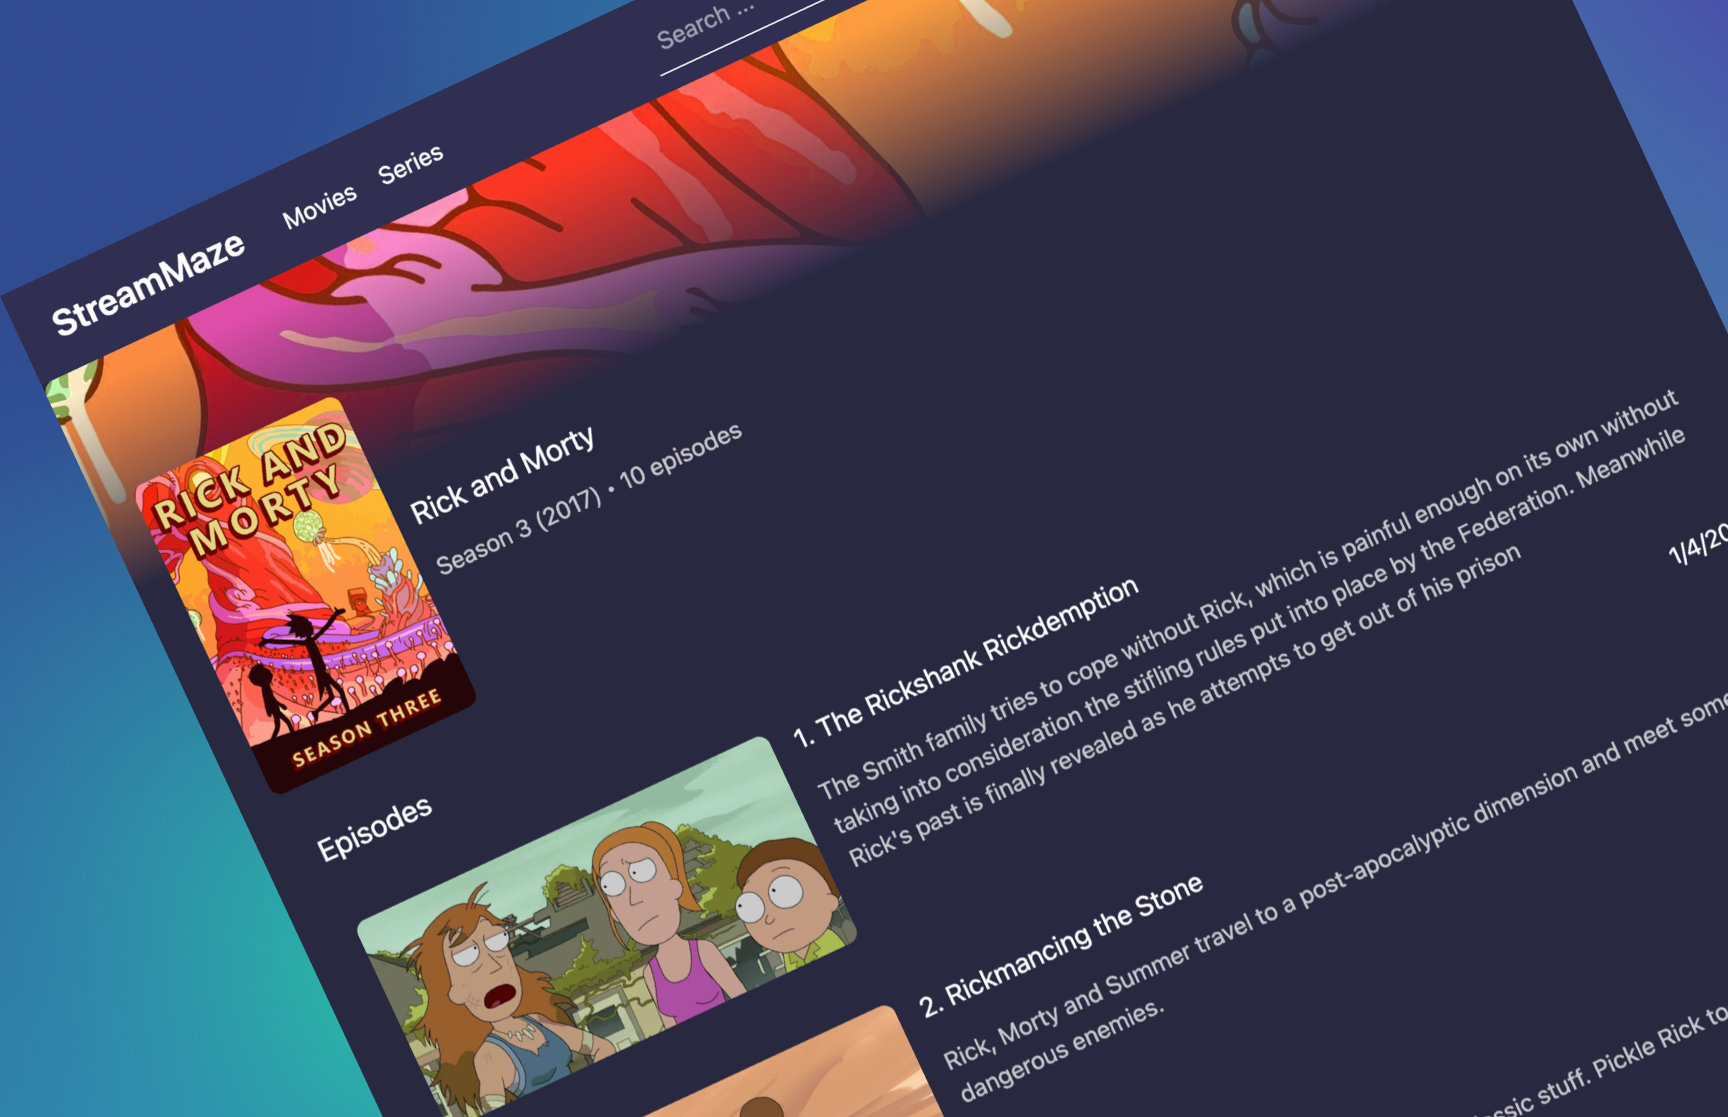 Search ...
StreamMaze
Movies
Series
RICK AND
MORTY
SEASON THREE
Rick and Morty
Season 3 (2017) • 10 episodes
Episodes
1. The Rickshank Rickdemption
1/4/20
The Smith family tries to cope without Rick, which is painful enough on its own without
taking into consideration the stifling rules put into place by the Federation. Meanwhile
Rick's past is finally revealed as he attempts to get out of his prison
2. Rickmancing the Stone
Rick, Morty and Summer travel to a post-apocalyptic dimension and meet some
dangerous enemies.
stuff. Pickle Rick to